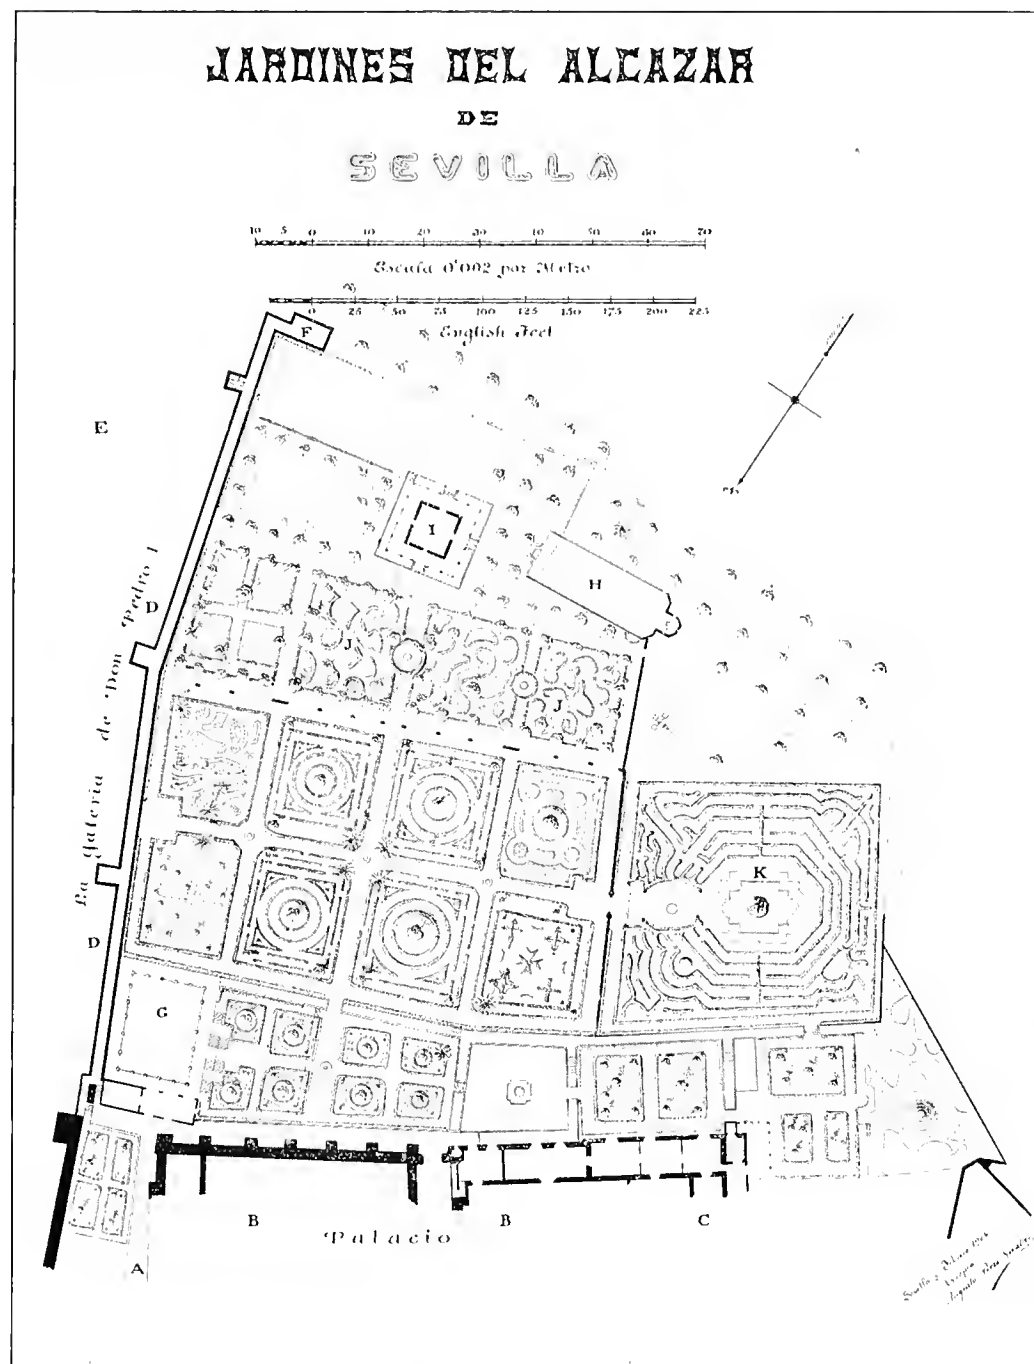 JARDINES DEL ALCAZAR
DE
SEVILLA
10 5 0 10 20 30 40 50 60 70
Escala 0'002 por Metro
0 25 50 75 100 125 150 175 200 225
English Feet
F
E
I
H
La Galeria de Don Pedro I
D
J
J
K
D
G
B
B
C
Palacio
A
Sevilla